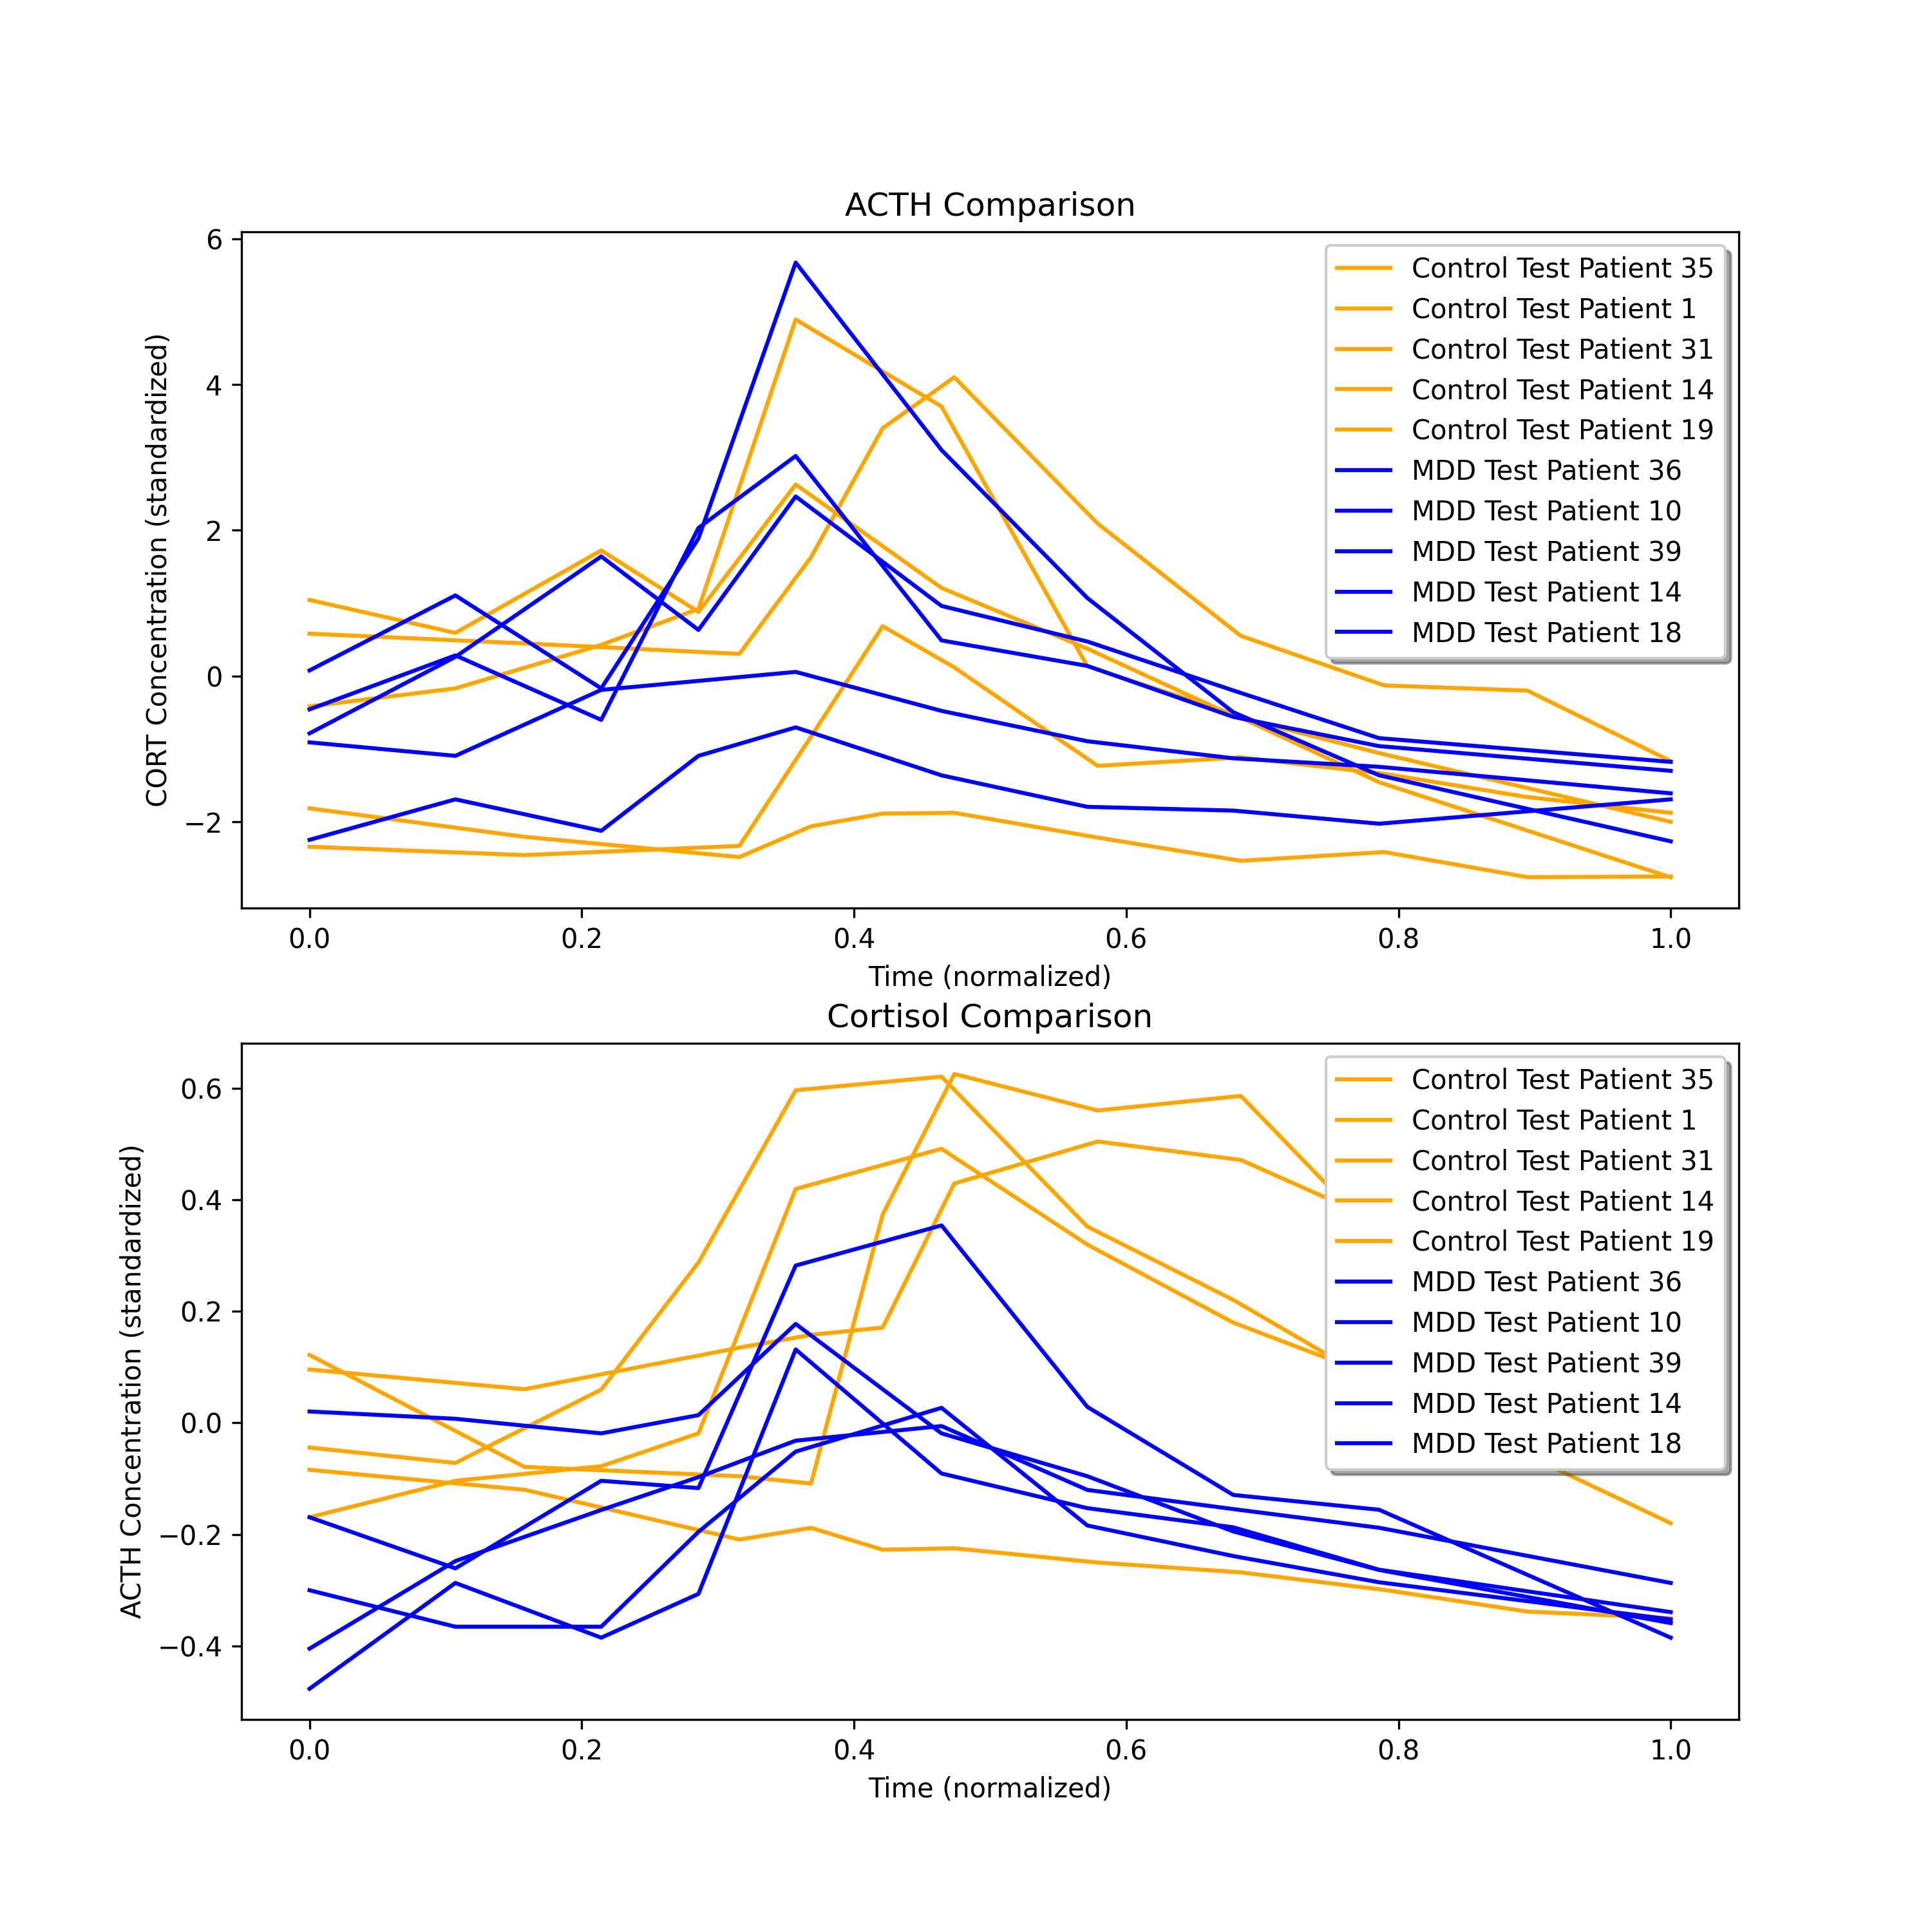 ACTH Comparison
CORT Concentration (standardized)
6
4
2
0
−2
0.0 0.2 0.4 0.6 0.8 1.0
Time (normalized)
Control Test Patient 35
Control Test Patient 1
Control Test Patient 31
Control Test Patient 14
Control Test Patient 19
MDD Test Patient 36
MDD Test Patient 10
MDD Test Patient 39
MDD Test Patient 14
MDD Test Patient 18
Cortisol Comparison
ACTH Concentration (standardized)
0.6
0.4
0.2
0.0
−0.2
−0.4
0.0 0.2 0.4 0.6 0.8 1.0
Time (normalized)
Control Test Patient 35
Control Test Patient 1
Control Test Patient 31
Control Test Patient 14
Control Test Patient 19
MDD Test Patient 36
MDD Test Patient 10
MDD Test Patient 39
MDD Test Patient 14
MDD Test Patient 18